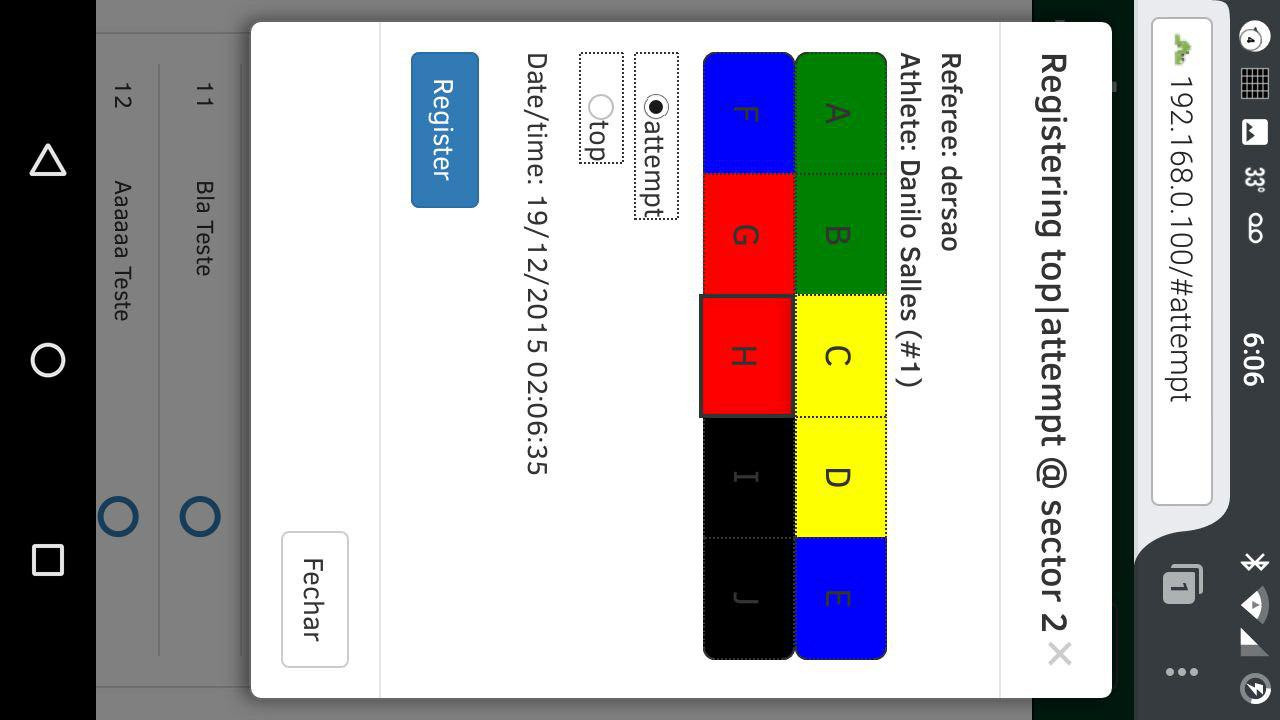 4
33°
6:06
192.168.0.100/#attempt
1
Registering top|attempt @ sector 2
×
Referee: dersao
Athlete: Danilo Salles (#1)
A B C D E
F G H I J
attempt
top
Date/time: 19/12/2015 02:06:35
Register
Fechar
11 Bla Teste
12 Aaaaaa Teste